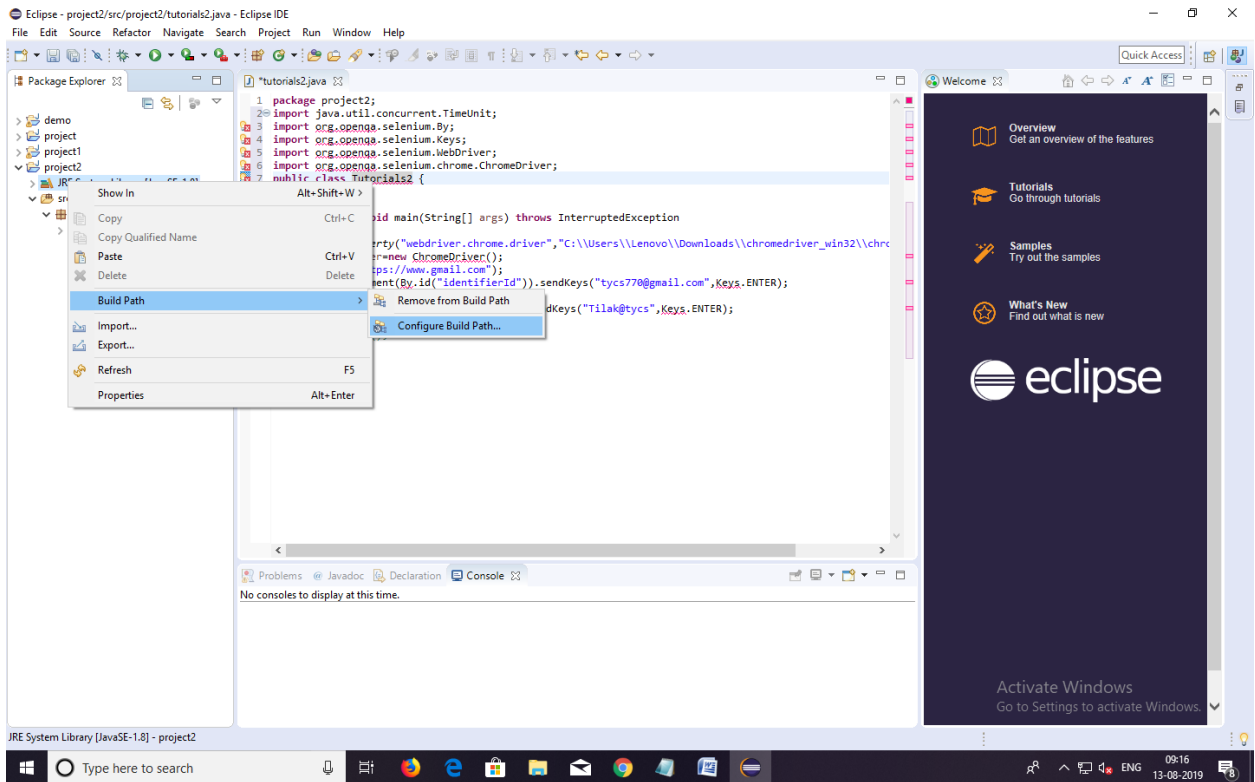 Eclipse - project2/src/project2/tutorials2.java - Eclipse IDE
File Edit Source Refactor Navigate Search Project Run Window Help
Quick Access
Package Explorer
*tutorials2.java
Welcome
demo
project
project1
project2
1 package project2;
2 import java.util.concurrent.TimeUnit;
3 import org.openqa.selenium.By;
4 import org.openqa.selenium.Keys;
5 import org.openqa.selenium.WebDriver;
6 import org.openqa.selenium.chrome.ChromeDriver;
7 public class Tutorials2 {
id main(String[] args) throws InterruptedException
erty("webdriver.chrome.driver","C:\\Users\\Lenovo\\Downloads\\chromedriver_win32\\chro
er=new ChromeDriver();
tps://www.gmail.com");
ment(By.id("identifierId")).sendKeys("tycs770@gmail.com",Keys.ENTER);
dKeys("Tilak@tycs",Keys.ENTER);
Show In Alt+Shift+W >
Copy Ctrl+C
Copy Qualified Name
Paste Ctrl+V
Delete Delete
Build Path >
Import...
Export...
Refresh F5
Properties Alt+Enter
Remove from Build Path
Configure Build Path...
Overview
Get an overview of the features
Tutorials
Go through tutorials
Samples
Try out the samples
What's New
Find out what is new
eclipse
Problems @ Javadoc Declaration Console
No consoles to display at this time.
Activate Windows
Go to Settings to activate Windows.
JRE System Library [JavaSE-1.8] - project2
Type here to search
ENG
09:16
13-08-2019
8